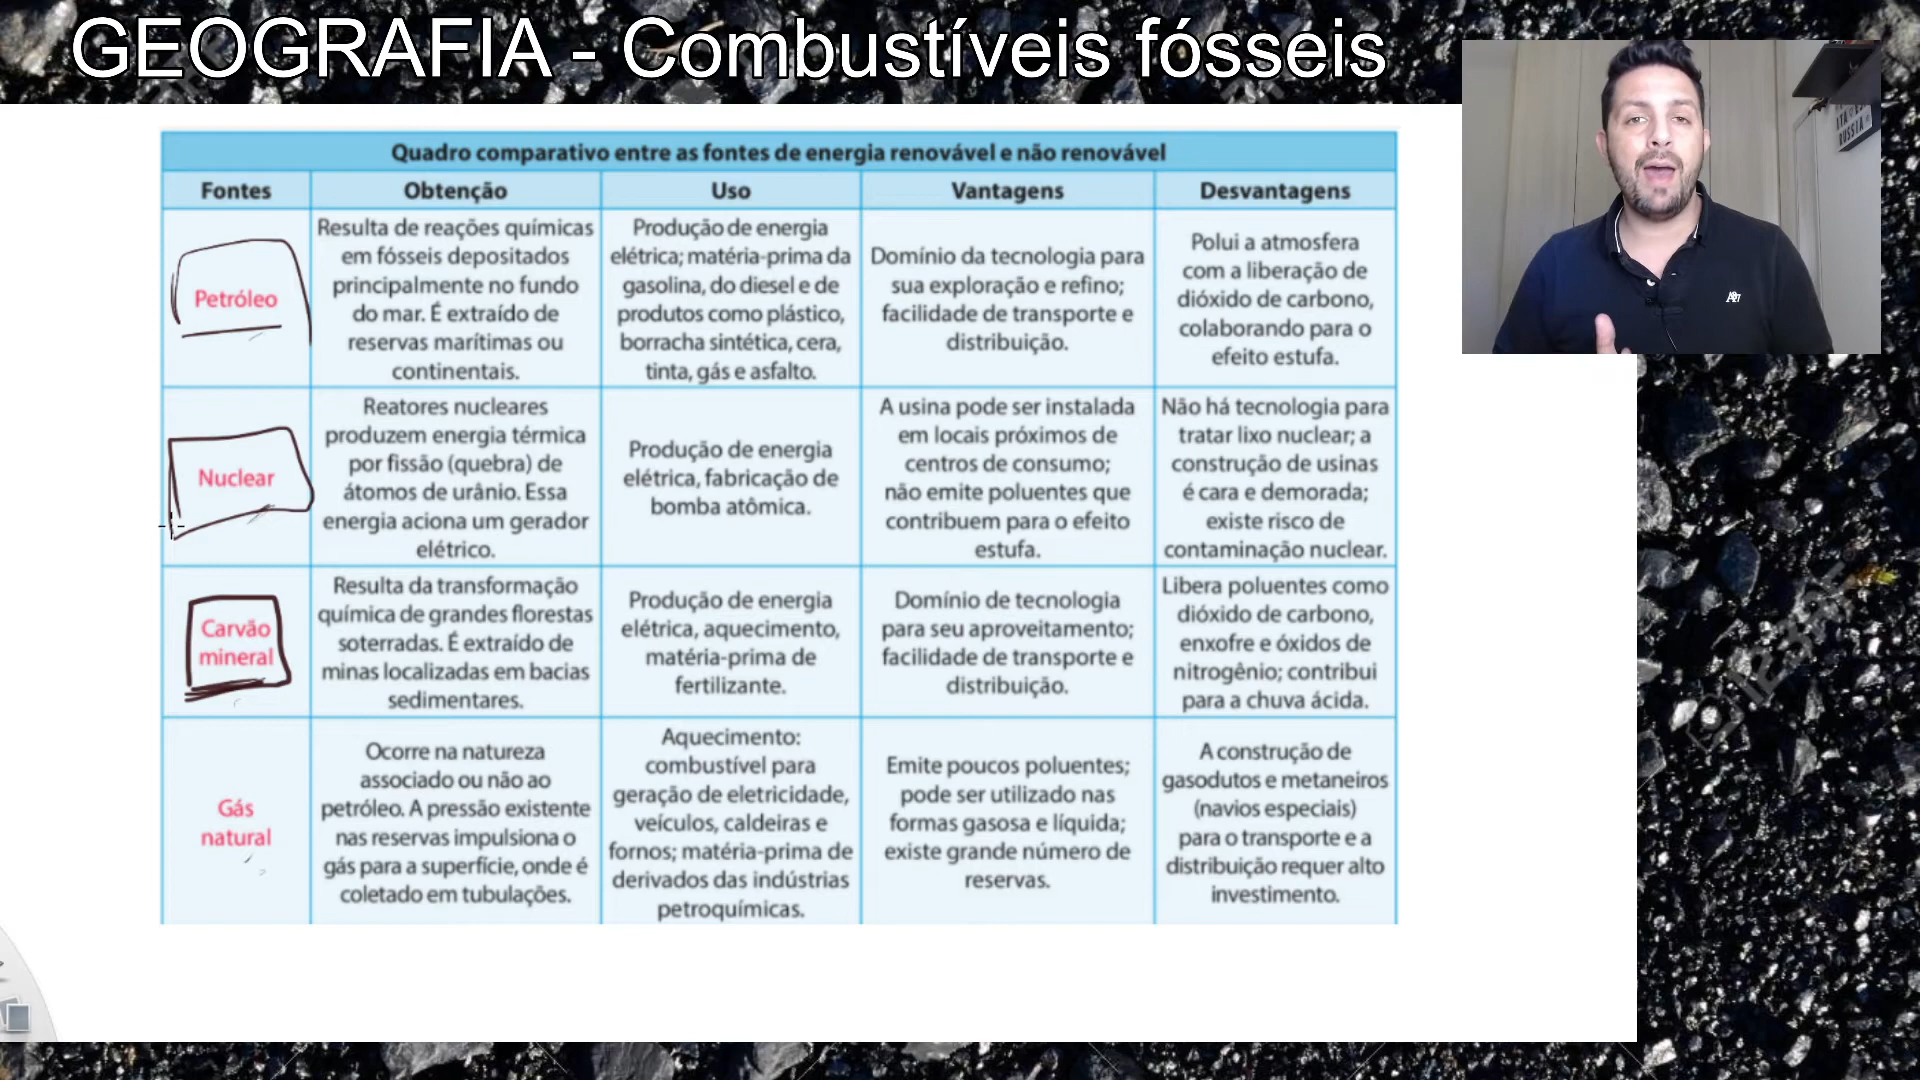 GEOGRAFIA - Combustíveis fósseis
Quadro comparativo entre as fontes de energia renovável e não renovável
Fontes
Obtenção
Uso
Vantagens
Desvantagens
Petróleo
Resulta de reações químicas
em fósseis depositados
principalmente no fundo
do mar. É extraído de
reservas marítimas ou
continentais.
Produção de energia
elétrica; matéria-prima da
gasolina, do diesel e de
produtos como plástico,
borracha sintética, cera,
tinta, gás e asfalto.
Domínio da tecnologia para
sua exploração e refino;
facilidade de transporte e
distribuição.
Polui a atmosfera
com a liberação de
dióxido de carbono,
colaborando para o
efeito estufa.
Nuclear
Reatores nucleares
produzem energia térmica
por fissão (quebra) de
átomos de urânio. Essa
energia aciona um gerador
elétrico.
Produção de energia
elétrica, fabricação de
bomba atômica.
A usina pode ser instalada
em locais próximos de
centros de consumo;
não emite poluentes que
contribuem para o efeito
estufa.
Não há tecnologia para
tratar lixo nuclear; a
construção de usinas
é cara e demorada;
existe risco de
contaminação nuclear.
Carvão
mineral
Resulta da transformação
química de grandes florestas
soterradas. É extraído de
minas localizadas em bacias
sedimentares.
Produção de energia
elétrica, aquecimento,
matéria-prima de
fertilizante.
Domínio de tecnologia
para seu aproveitamento;
facilidade de transporte e
distribuição.
Libera poluentes como
dióxido de carbono,
enxofre e óxidos de
nitrogênio; contribui
para a chuva ácida.
Gás
natural
Ocorre na natureza
associado ou não ao
petróleo. A pressão existente
nas reservas impulsiona o
gás para a superfície, onde é
coletado em tubulações.
Aquecimento:
combustível para
geração de eletricidade,
veículos, caldeiras e
fornos; matéria-prima de
derivados das indústrias
petroquímicas.
Emite poucos poluentes;
pode ser utilizado nas
formas gasosa e líquida;
existe grande número de
reservas.
A construção de
gasodutos e metaneiros
(navios especiais)
para o transporte e a
distribuição requer alto
investimento.
RUSSIA